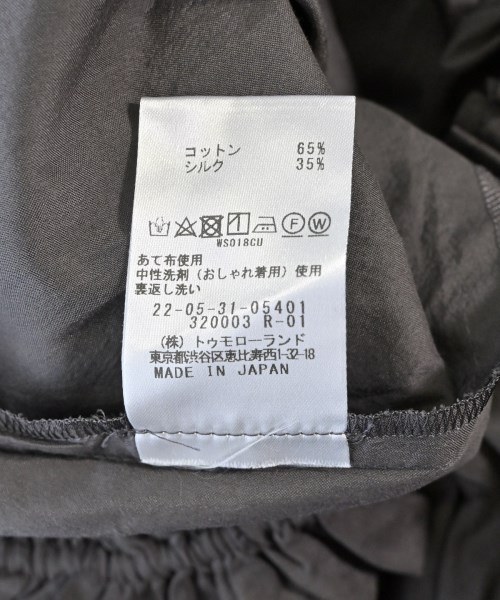 コットン 65%
シルク 35%
F W
WS018CU
あて布使用
中性洗剤(おしゃれ着用)使用
裏返し洗い
22-05-31-05401
320003 R-01
(株)トゥモローランド
東京都渋谷区恵比寿西1-32-18
MADE IN JAPAN